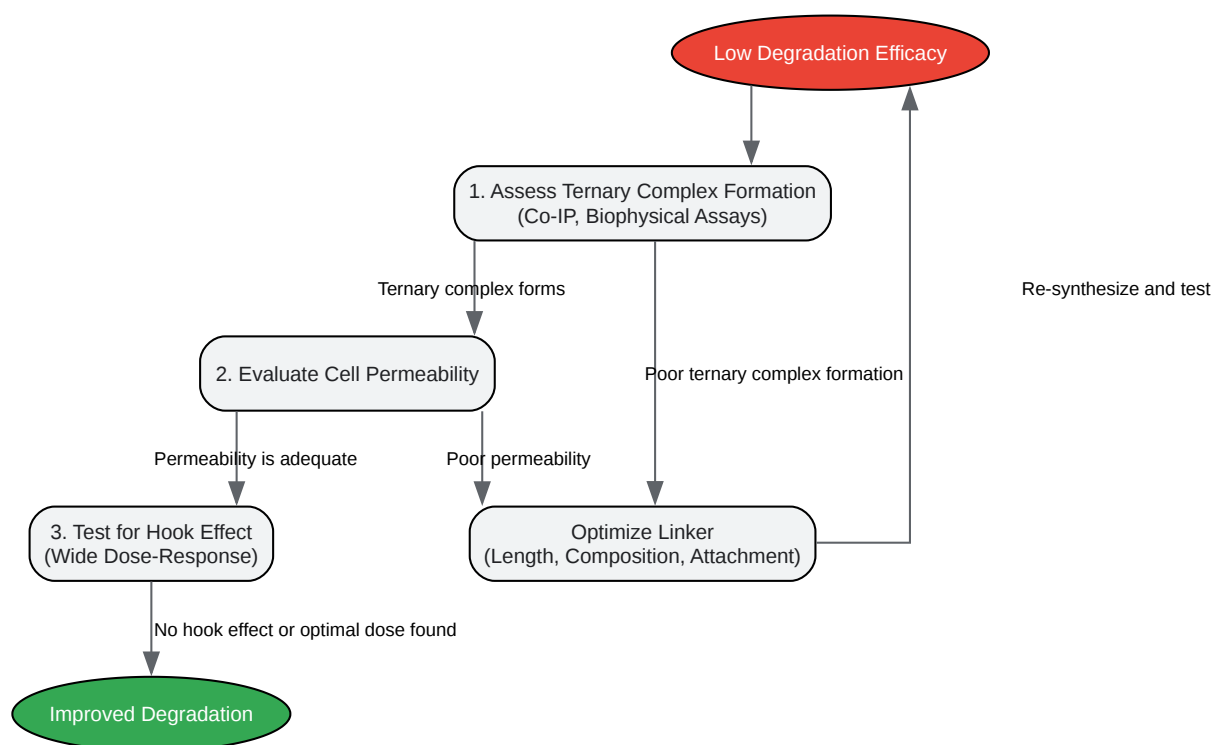 Low Degradation Efficacy
1. Assess Ternary Complex Formation
(Co-IP, Biophysical Assays)
Ternary complex forms
Re-synthesize and test
2. Evaluate Cell Permeability
Poor ternary complex formation
Permeability is adequate
Poor permeability
3. Test for Hook Effect
(Wide Dose-Response)
Optimize Linker
(Length, Composition, Attachment)
No hook effect or optimal dose found
Improved Degradation